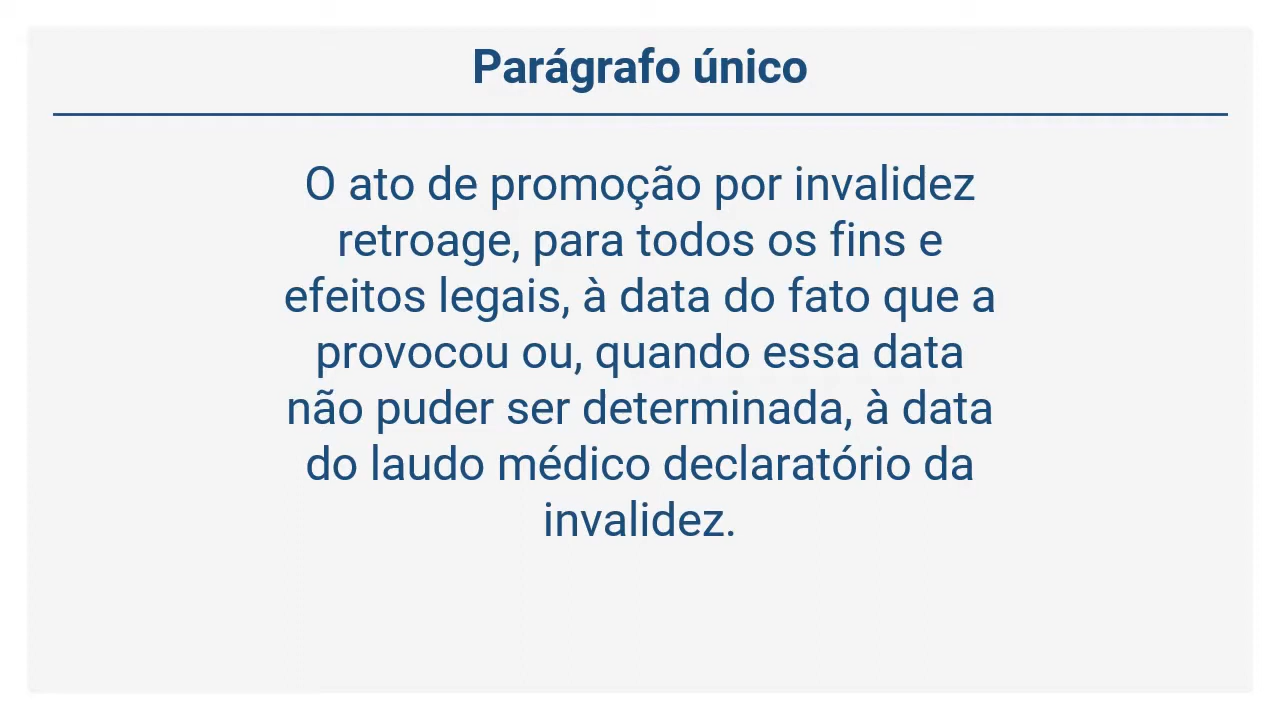 Parágrafo único
O ato de promoção por invalidez
retroage, para todos os fins e
efeitos legais, à data do fato que a
provocou ou, quando essa data
não puder ser determinada, à data
do laudo médico declaratório da
invalidez.